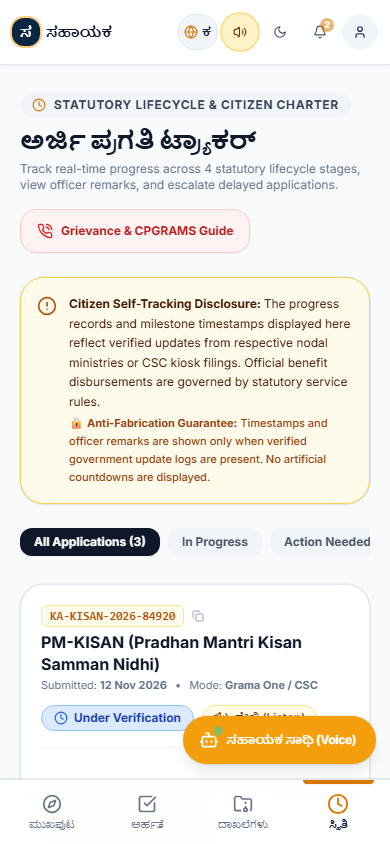 ಸ ಸಹಾಯಕ ಕ 2
STATUTORY LIFECYCLE & CITIZEN CHARTER
ಅರ್ಜಿ ಪ್ರಗತಿ ಟ್ರ್ಯಾಕರ್
Track real-time progress across 4 statutory lifecycle stages,
view officer remarks, and escalate delayed applications.
Grievance & CPGRAMS Guide
Citizen Self-Tracking Disclosure: The progress
records and milestone timestamps displayed here
reflect verified updates from respective nodal
ministries or CSC kiosk filings. Official benefit
disbursements are governed by statutory service
rules.
🔒 Anti-Fabrication Guarantee: Timestamps and
officer remarks are shown only when verified
government update logs are present. No artificial
countdowns are displayed.
All Applications (3) In Progress Action Needed
KA-KISAN-2026-84920
PM-KISAN (Pradhan Mantri Kisan
Samman Nidhi)
Submitted: 12 Nov 2026 • Mode: Grama One / CSC
Under Verification
ಸಹಾಯಕ ಸಾಥಿ (Voice)
ಮುಖಪುಟ ಅರ್ಹತೆ ದಾಖಲೆಗಳು ಸ್ಥಿತಿ